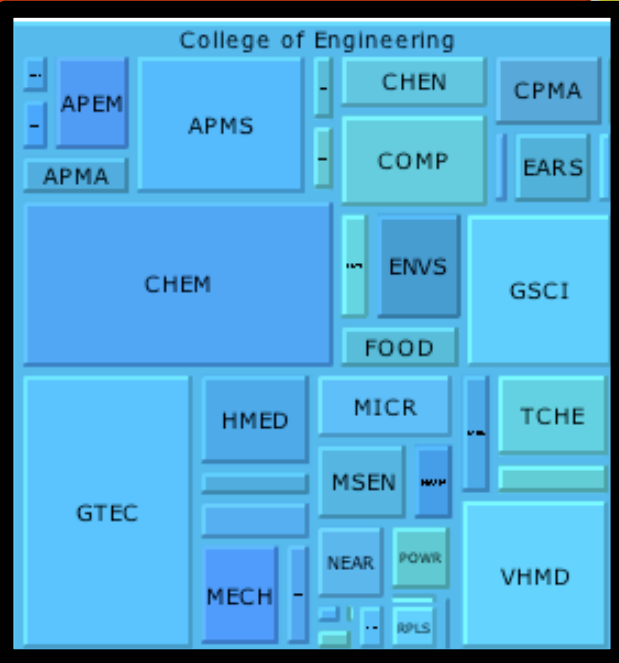 College of Engineering
APEM
APMS
CHEN
CPMA
APMA
COMP
EARS
CHEM
ENVS
GSCI
FOOD
GTEC
HMED
MICR
TCHE
MSEN
NEAR
POWR
MECH
VHMD
RPLS